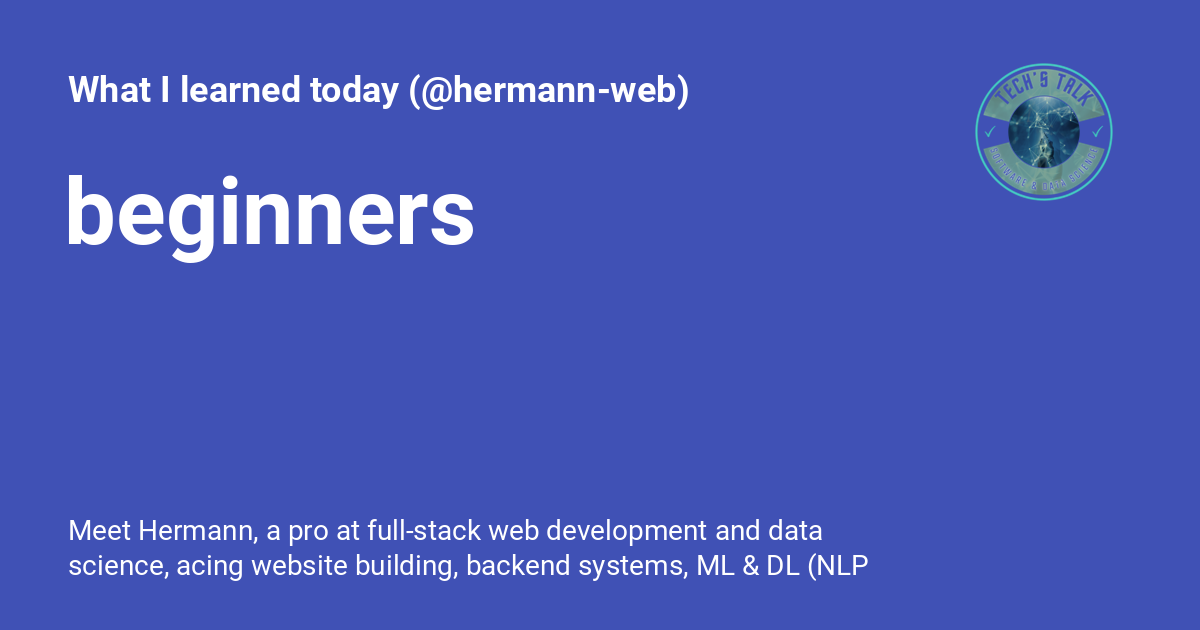 What I learned today (@hermann-web)
TECH'S TALK
SOFTWARE & DATA SCIENCE
beginners
Meet Hermann, a pro at full-stack web development and data
science, acing website building, backend systems, ML & DL (NLP